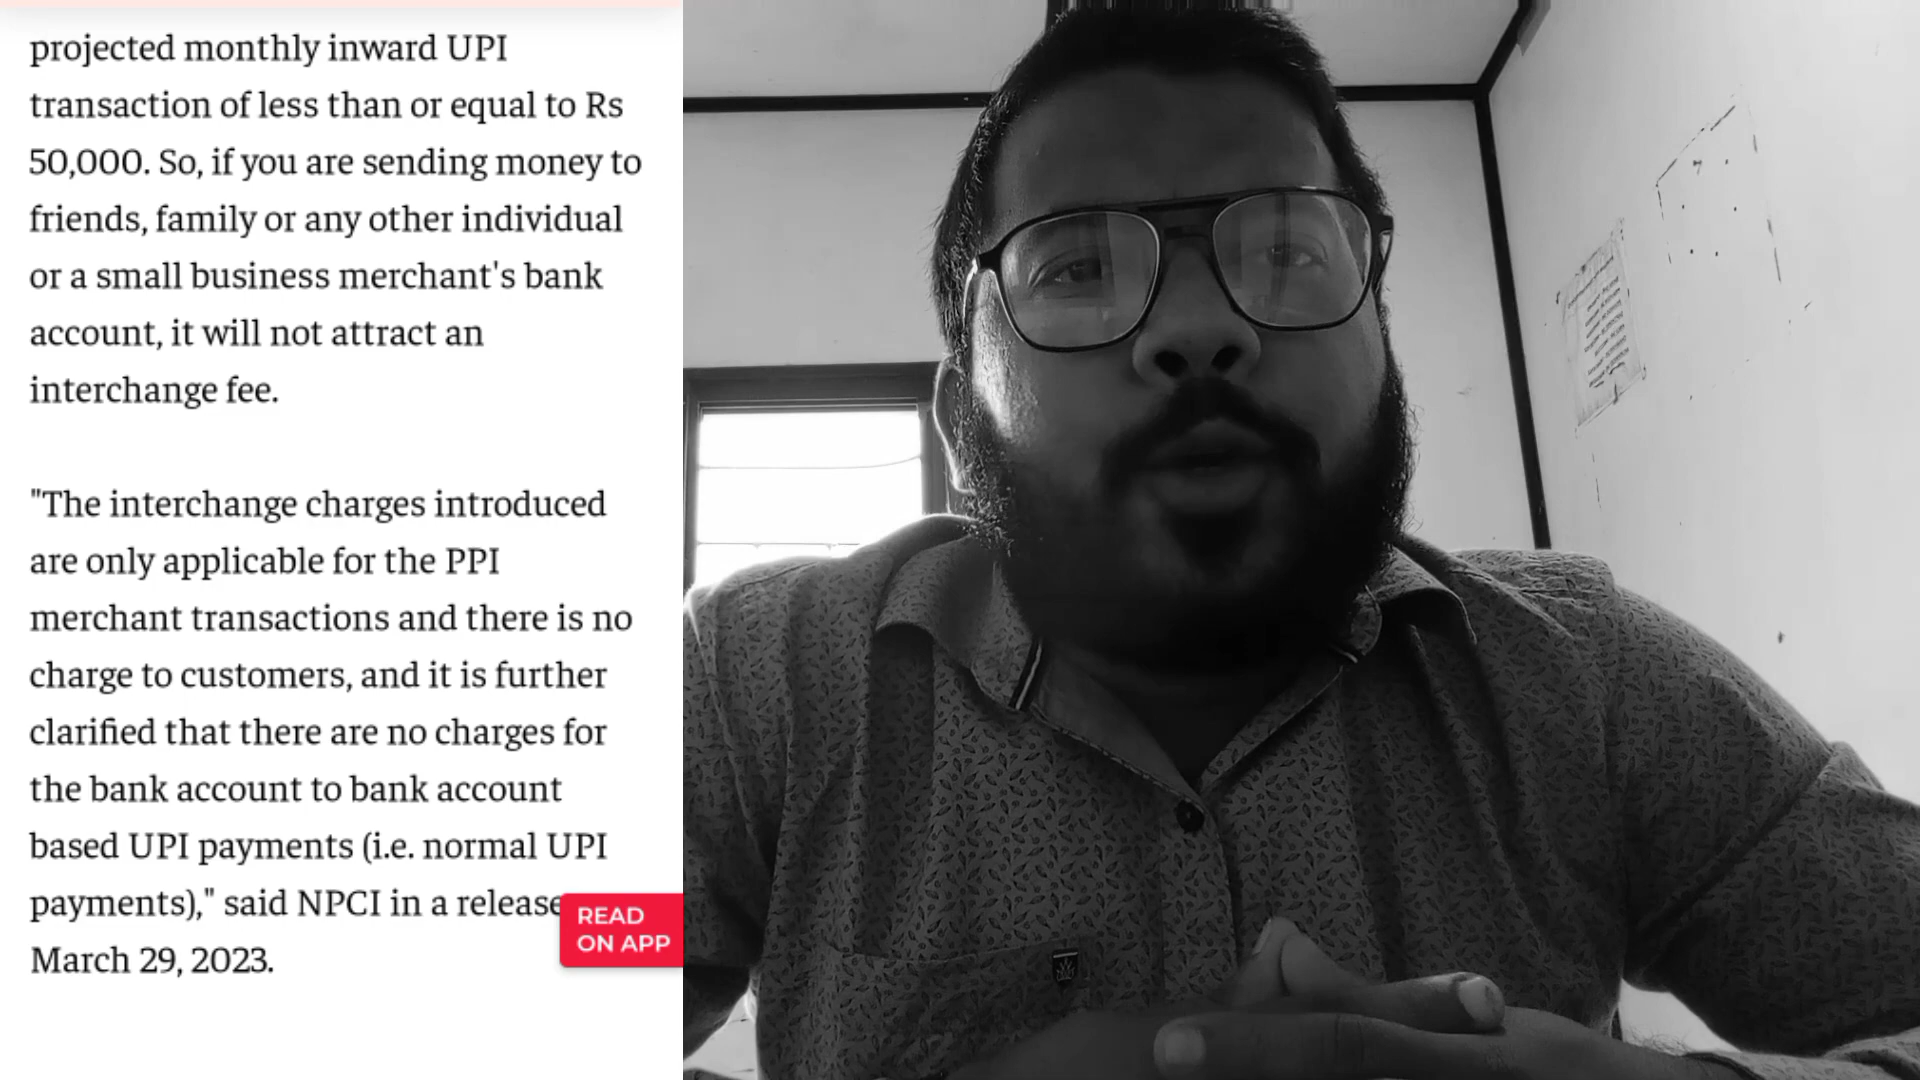 projected monthly inward UPI
transaction of less than or equal to Rs
50,000. So, if you are sending money to
friends, family or any other individual
or a small business merchant's bank
account, it will not attract an
interchange fee.
"The interchange charges introduced
are only applicable for the PPI
merchant transactions and there is no
charge to customers, and it is further
clarified that there are no charges for
the bank account to bank account
based UPI payments (i.e. normal UPI
payments)," said NPCI in a release
March 29, 2023.
READ
ON APP